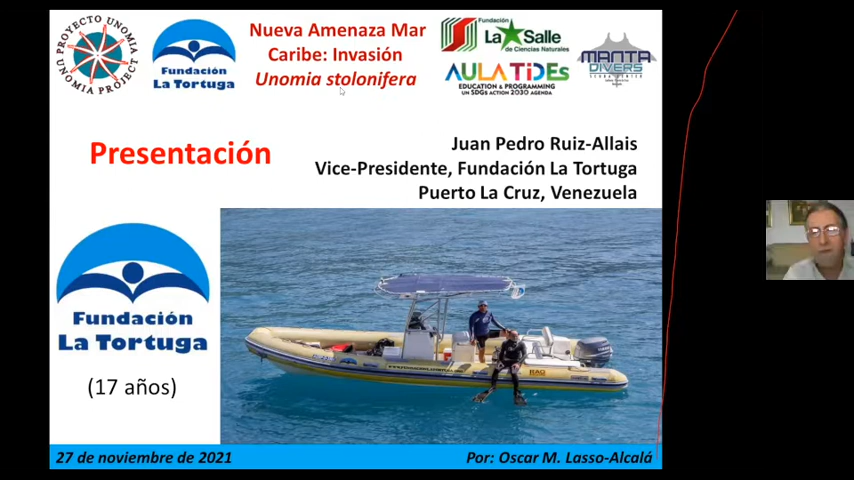 PROYECTO UNOMIA
UNOMIA PROJECT
Fundación
La Tortuga
Nueva Amenaza Mar
Caribe: Invasión
Unomia stolonifera
Fundación
La Salle
de Ciencias Naturales
AULA TiDEs
EDUCATION & PROGRAMMING
UN SDGs ACTION 2030 AGENDA
MANTA
DIVERS
Presentación
Juan Pedro Ruiz-Allais
Vice-Presidente, Fundación La Tortuga
Puerto La Cruz, Venezuela
Fundación
La Tortuga
(17 años)
27 de noviembre de 2021
Por: Oscar M. Lasso-Alcalá